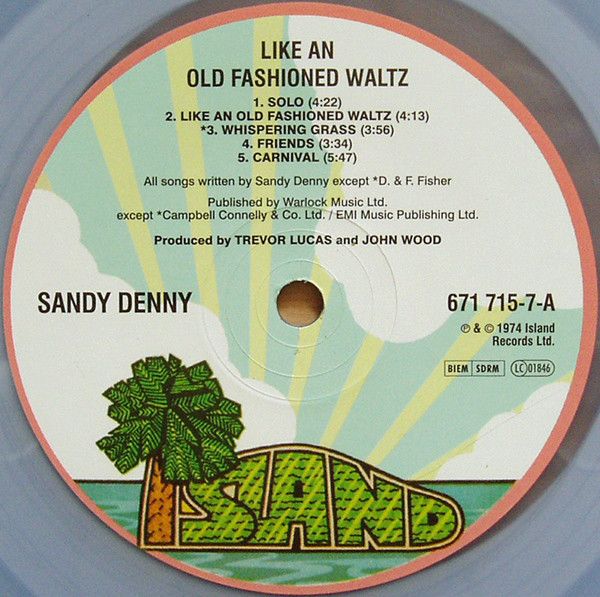 LIKE AN
OLD FASHIONED WALTZ
1. SOLO (4:22)
2. LIKE AN OLD FASHIONED WALTZ (4:13)
*3. WHISPERING GRASS (3:56)
4. FRIENDS (3:34)
5. CARNIVAL (5:47)
All songs written by Sandy Denny except *D. & F. Fisher
Published by Warlock Music Ltd.
except *Campbell Connelly & Co. Ltd. / EMI Music Publishing Ltd.
Produced by TREVOR LUCAS and JOHN WOOD
SANDY DENNY
671 715-7-A
℗ & © 1974 Island
Records Ltd.
BIEM SDRM LC 01846
ISLAND